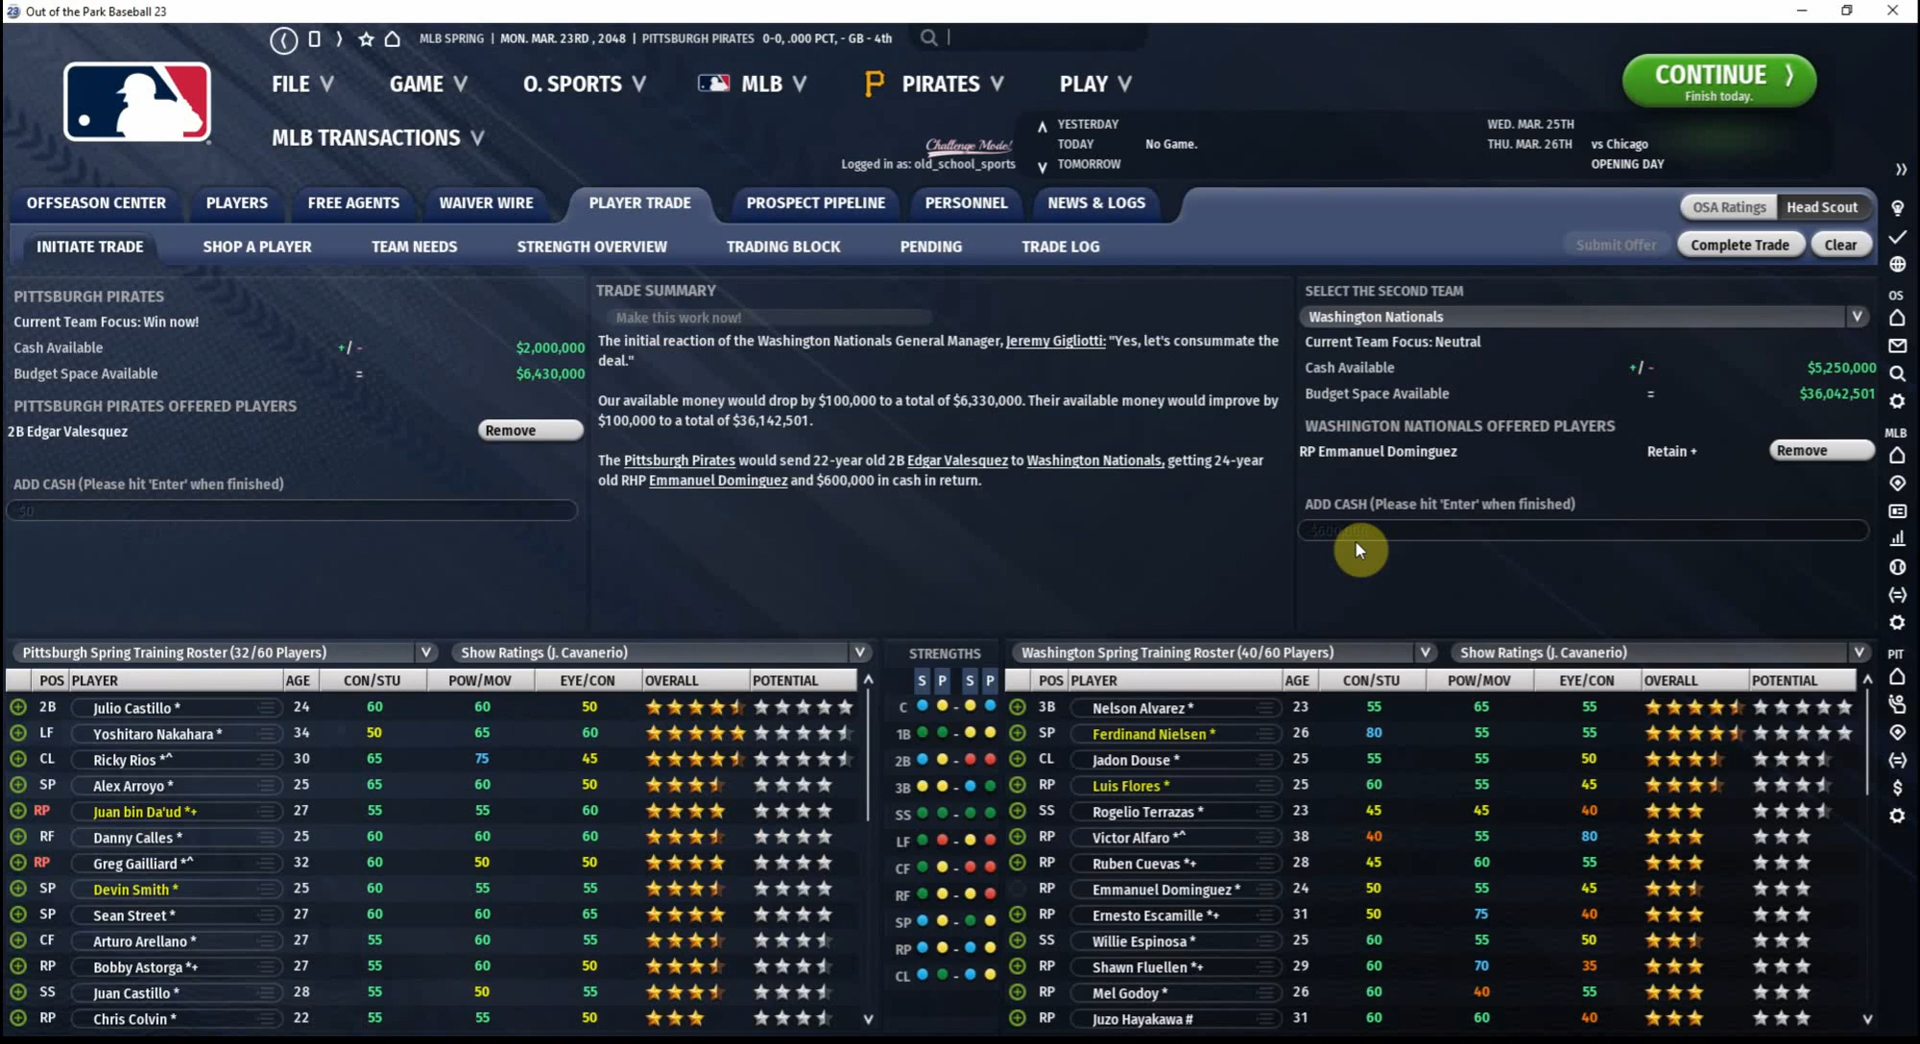 Out of the Park Baseball 23
MLB SPRING | MON. MAR. 23RD , 2048 | PITTSBURGH PIRATES 0-0, .000 PCT, - GB - 4th
FILE GAME O. SPORTS MLB PIRATES PLAY
CONTINUE
Finish today.
MLB TRANSACTIONS
Challenge Mode!
Logged in as: old_school_sports
YESTERDAY
TODAY No Game.
TOMORROW
WED. MAR. 25TH
THU. MAR. 26TH vs Chicago
OPENING DAY
OFFSEASON CENTER PLAYERS FREE AGENTS WAIVER WIRE PLAYER TRADE PROSPECT PIPELINE PERSONNEL NEWS & LOGS
OSA Ratings Head Scout
INITIATE TRADE SHOP A PLAYER TEAM NEEDS STRENGTH OVERVIEW TRADING BLOCK PENDING TRADE LOG
Submit Offer Complete Trade Clear
PITTSBURGH PIRATES
Current Team Focus: Win now!
Cash Available +/- $2,000,000
Budget Space Available = $6,430,000
PITTSBURGH PIRATES OFFERED PLAYERS
2B Edgar Valesquez Remove
ADD CASH (Please hit 'Enter' when finished)
$0
TRADE SUMMARY
Make this work now!
The initial reaction of the Washington Nationals General Manager, Jeremy Gigliotti: "Yes, let's consummate the
deal."
Our available money would drop by $100,000 to a total of $6,330,000. Their available money would improve by
$100,000 to a total of $36,142,501.
The Pittsburgh Pirates would send 22-year old 2B Edgar Valesquez to Washington Nationals, getting 24-year
old RHP Emmanuel Dominguez and $600,000 in cash in return.
SELECT THE SECOND TEAM
Washington Nationals
Current Team Focus: Neutral
Cash Available +/- $5,250,000
Budget Space Available = $36,042,501
WASHINGTON NATIONALS OFFERED PLAYERS
RP Emmanuel Dominguez Retain + Remove
ADD CASH (Please hit 'Enter' when finished)
OS
MLB
PIT
Pittsburgh Spring Training Roster (32/60 Players) Show Ratings (J. Cavanerio)
POS PLAYER AGE CON/STU POW/MOV EYE/CON OVERALL POTENTIAL
2B Julio Castillo * 24 60 60 50
LF Yoshitaro Nakahara * 34 50 65 60
CL Ricky Rios *^ 30 65 75 45
SP Alex Arroyo * 25 65 60 50
RP Juan bin Da'ud *+ 27 55 55 60
RF Danny Calles * 25 60 60 60
RP Greg Gailliard *^ 32 60 50 50
SP Devin Smith * 25 60 55 55
SP Sean Street * 27 60 60 65
CF Arturo Arellano * 27 55 60 55
RP Bobby Astorga *+ 27 55 60 50
SS Juan Castillo * 28 55 50 55
RP Chris Colvin * 22 55 55 50
STRENGTHS
S P S P
C -
1B -
2B -
3B -
SS -
LF -
CF -
RF -
SP -
RP -
CL -
Washington Spring Training Roster (40/60 Players) Show Ratings (J. Cavanerio)
POS PLAYER AGE CON/STU POW/MOV EYE/CON OVERALL POTENTIAL
3B Nelson Alvarez * 23 55 65 55
SP Ferdinand Nielsen * 26 80 55 55
CL Jadon Douse * 25 55 55 50
RP Luis Flores * 25 60 55 45
SS Rogelio Terrazas * 23 45 45 40
RP Victor Alfaro *^ 38 40 55 80
RP Ruben Cuevas *+ 28 45 60 55
RP Emmanuel Dominguez * 24 50 55 45
RP Ernesto Escamille *+ 31 50 75 40
SS Willie Espinosa * 25 60 55 50
RP Shawn Fluellen *+ 29 60 70 35
RP Mel Godoy * 26 60 40 55
RP Juzo Hayakawa # 31 60 60 40